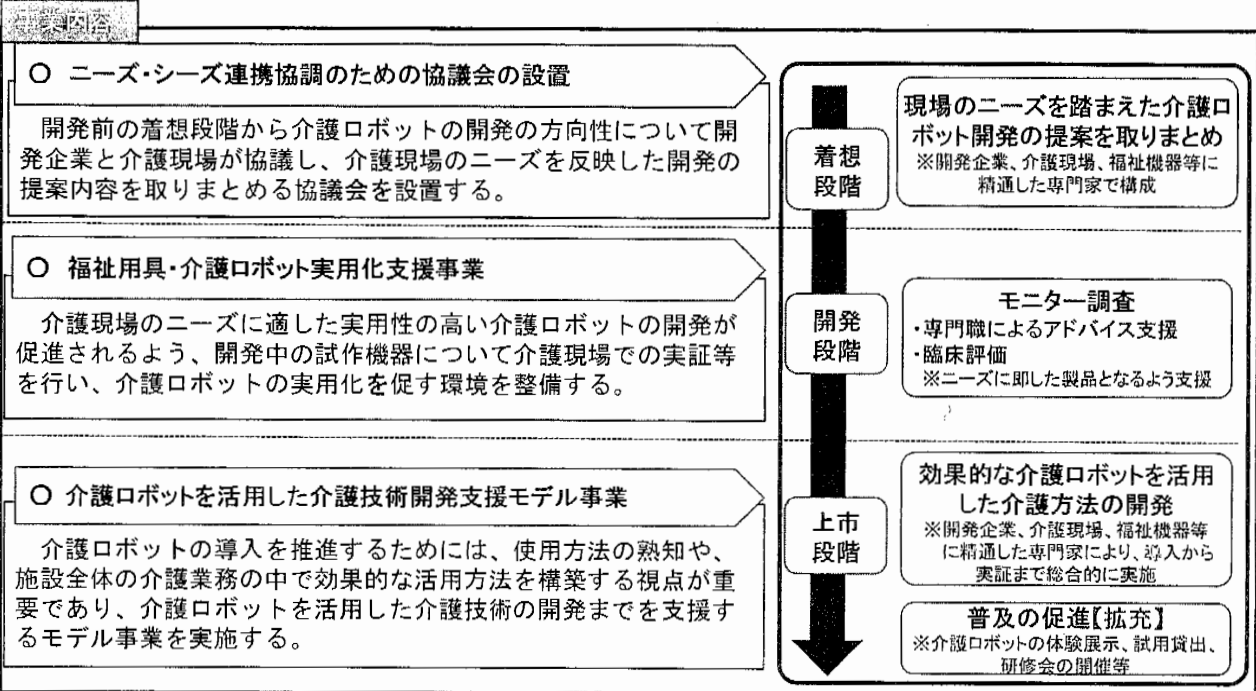 事業内容
○ ニーズ・シーズ連携協調のための協議会の設置
開発前の着想段階から介護ロボットの開発の方向性について開
発企業と介護現場が協議し、介護現場のニーズを反映した開発の
提案内容を取りまとめる協議会を設置する。
着想
段階
現場のニーズを踏まえた介護ロ
ボット開発の提案を取りまとめ
※開発企業、介護現場、福祉機器等に
精通した専門家で構成
○ 福祉用具・介護ロボット実用化支援事業
介護現場のニーズに適した実用性の高い介護ロボットの開発が
促進されるよう、開発中の試作機器について介護現場での実証等
を行い、介護ロボットの実用化を促す環境を整備する。
開発
段階
モニター調査
・専門職によるアドバイス支援
・臨床評価
※ニーズに即した製品となるよう支援
○ 介護ロボットを活用した介護技術開発支援モデル事業
介護ロボットの導入を推進するためには、使用方法の熟知や、
施設全体の介護業務の中で効果的な活用方法を構築する視点が重
要であり、介護ロボットを活用した介護技術の開発までを支援す
るモデル事業を実施する。
上市
段階
効果的な介護ロボットを活用
した介護方法の開発
※開発企業、介護現場、福祉機器等
に精通した専門家により、導入から
実証まで総合的に実施
普及の促進【拡充】
※介護ロボットの体験展示、試用貸出、
研修会の開催等